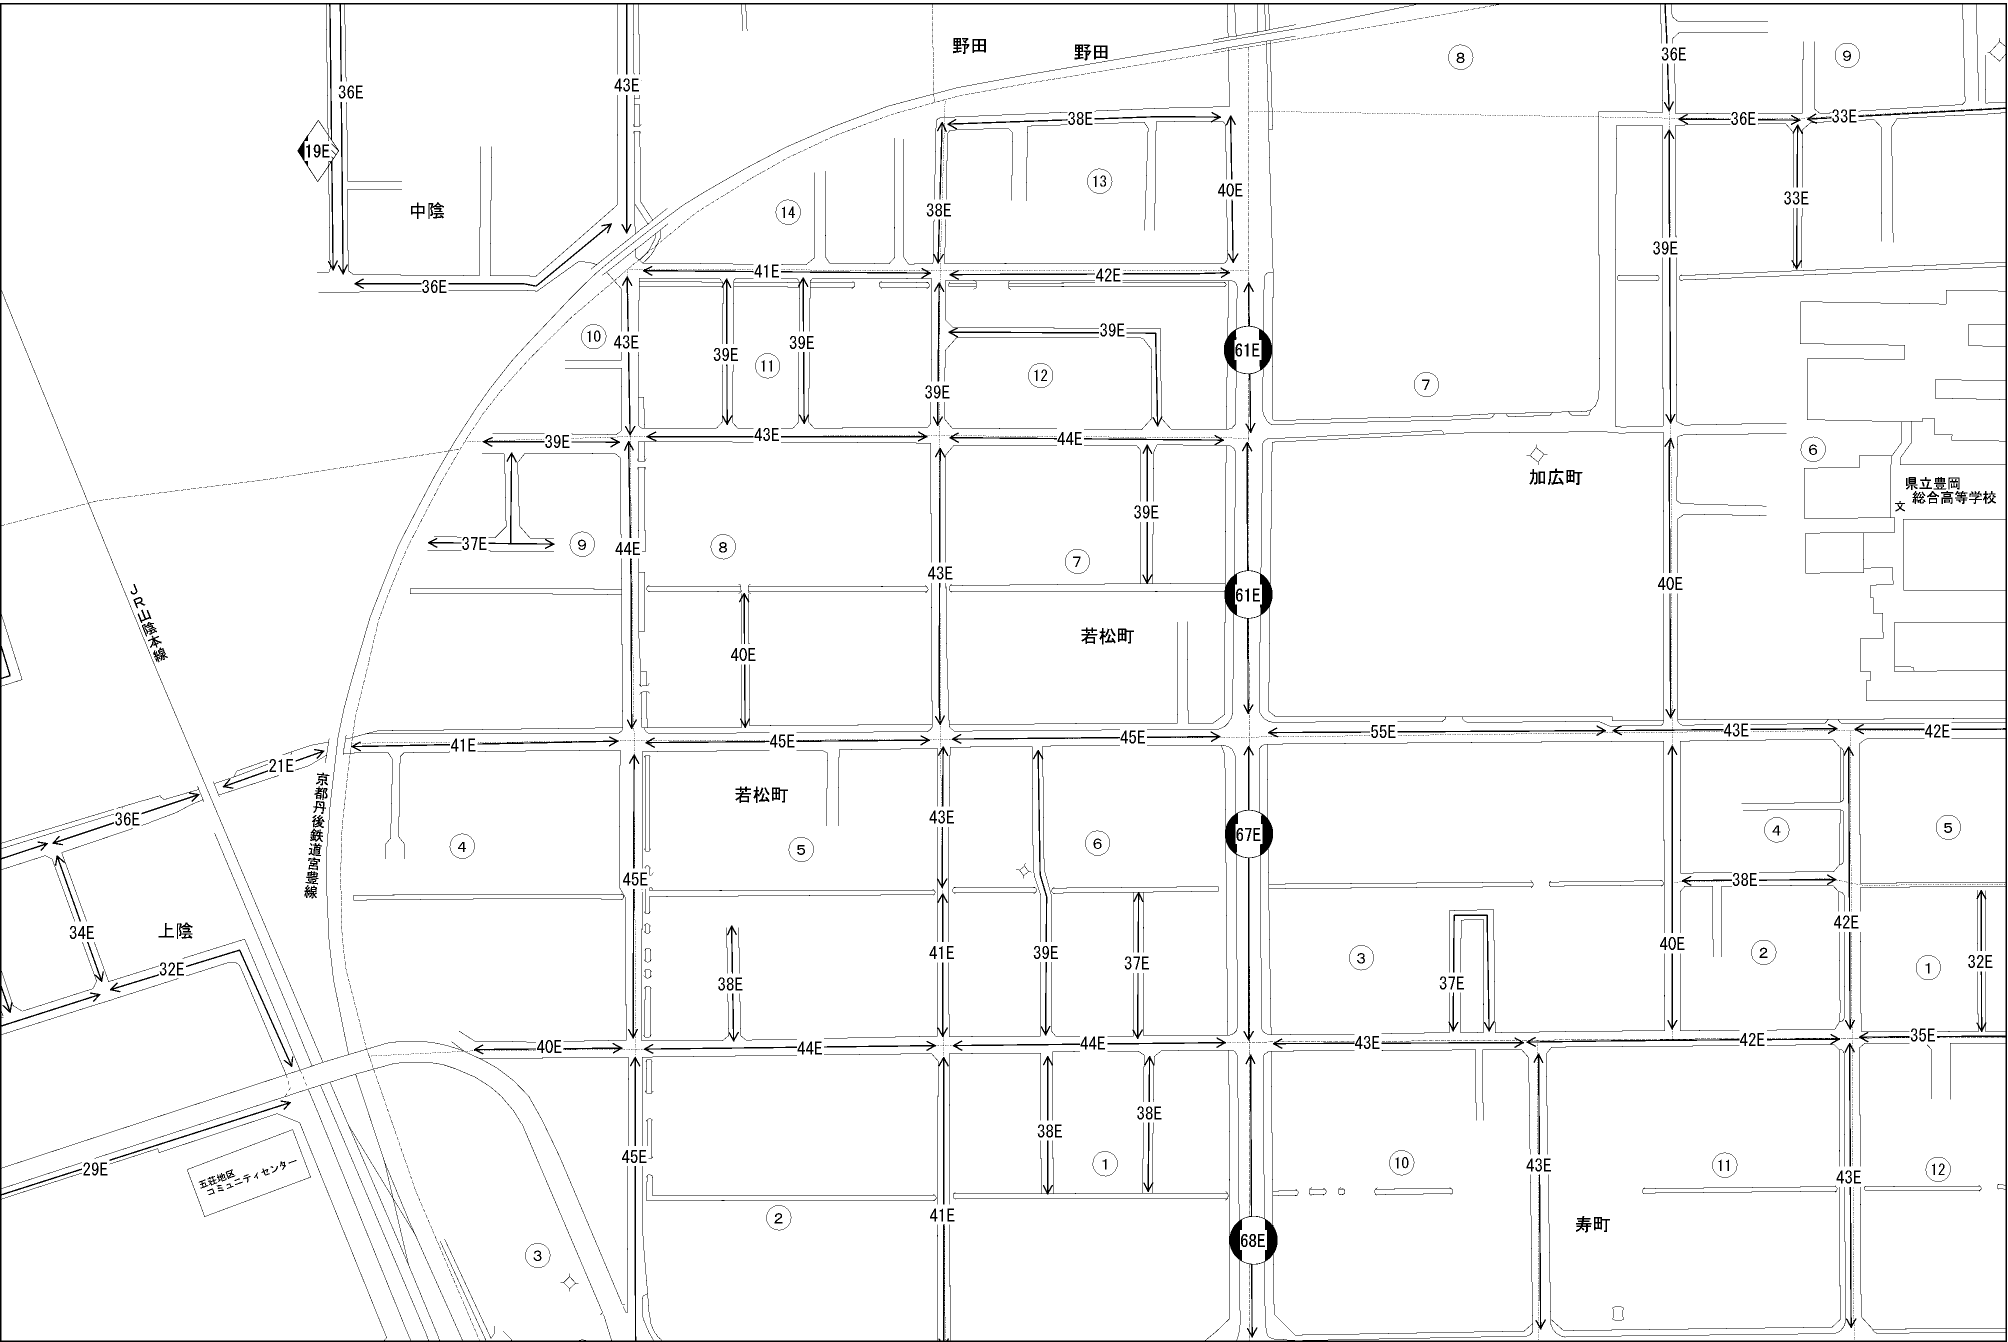 野田
野田
⑧
⑨
36E
36E
43E
36E
33E
38E
19E
13
40E
33E
中陰
14
38E
39E
41E
42E
36E
10
43E
39E
39E
39E
61E
11
12
⑦
39E
39E
43E
44E
加広町
⑥
県立豊岡
総合高等学校
文
39E
37E
⑨
44E
⑧
⑦
43E
61E
40E
JR山陰本線
40E
若松町
41E
45E
45E
55E
43E
42E
21E
京都丹後鉄道宮豊線
若松町
36E
43E
67E
④
⑤
④
⑤
⑥
45E
38E
34E
上陰
42E
32E
41E
39E
37E
③
40E
②
①
32E
38E
37E
40E
44E
44E
43E
42E
35E
38E
38E
29E
45E
五荘地区
コミュニティセンター
①
⑩
43E
⑪
43E
⑫
②
41E
寿町
68E
③